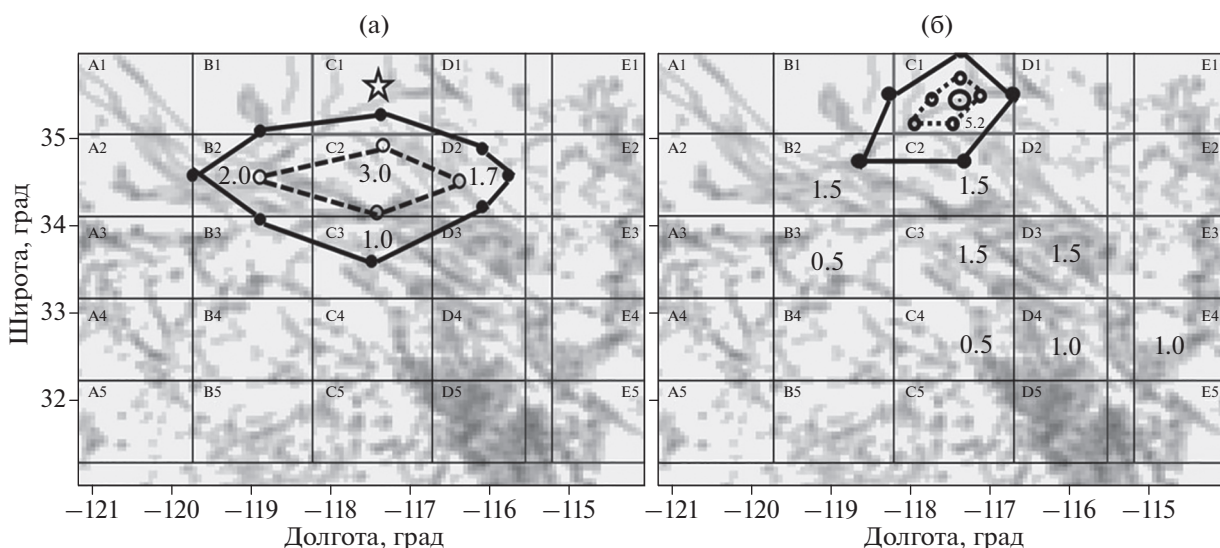 (а) (б)
A1 B1 C1 D1 E1 A1 B1 C1 D1 E1
5.2
35
A2 B2 C2 D2 E2 A2 B2 C2 D2 E2
2.0 3.0 1.7 1.5 1.5
34
A3 B3 C3 D3 E3 A3 B3 C3 D3 E3
1.0 0.5 1.5 1.5
33
A4 B4 C4 D4 E4 A4 B4 C4 D4 E4
0.5 1.0 1.0
32
A5 B5 C5 D5 E5 A5 B5 C5 D5 E5
Широта, град
−121 −120 −119 −118 −117 −116 −115 −121 −120 −119 −118 −117 −116 −115
Долгота, град Долгота, град